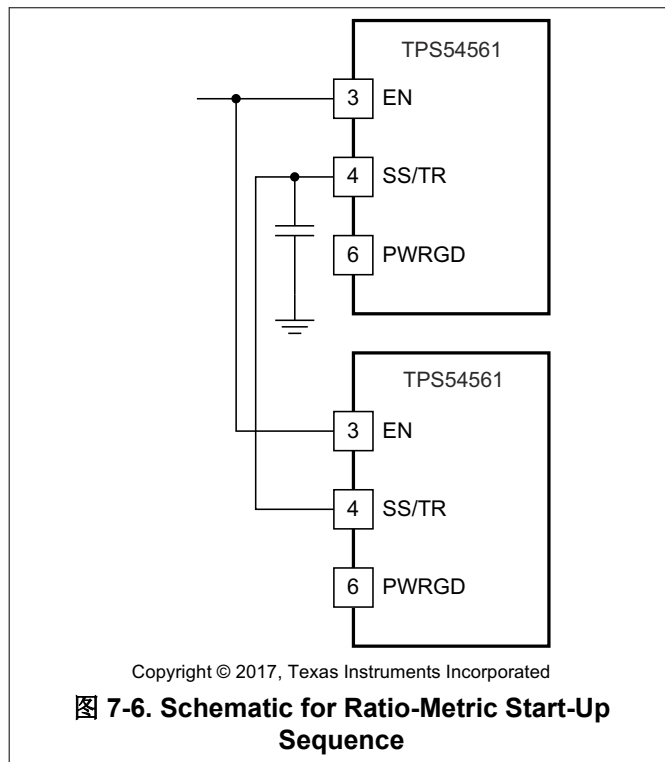 TPS54561
3 EN
4 SS/TR
6 PWRGD
TPS54561
3 EN
4 SS/TR
6 PWRGD
Copyright © 2017, Texas Instruments Incorporated
图 7-6. Schematic for Ratio-Metric Start-Up
Sequence